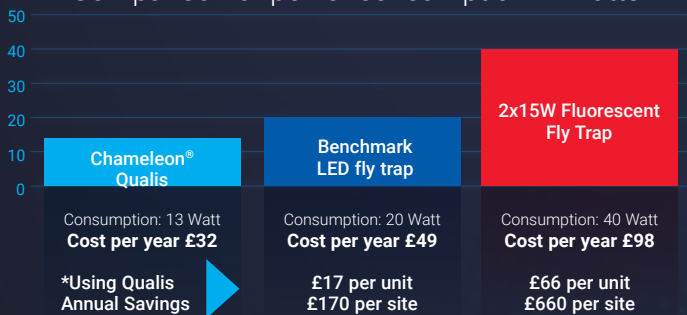 50
40
30
20
10
0
Chameleon®
Qualis
Benchmark
LED fly trap
2x15W Fluorescent
Fly Trap
Consumption: 13 Watt
Cost per year £32
Consumption: 20 Watt
Cost per year £49
Consumption: 40 Watt
Cost per year £98
*Using Qualis
Annual Savings
£17 per unit
£170 per site
£66 per unit
£660 per site